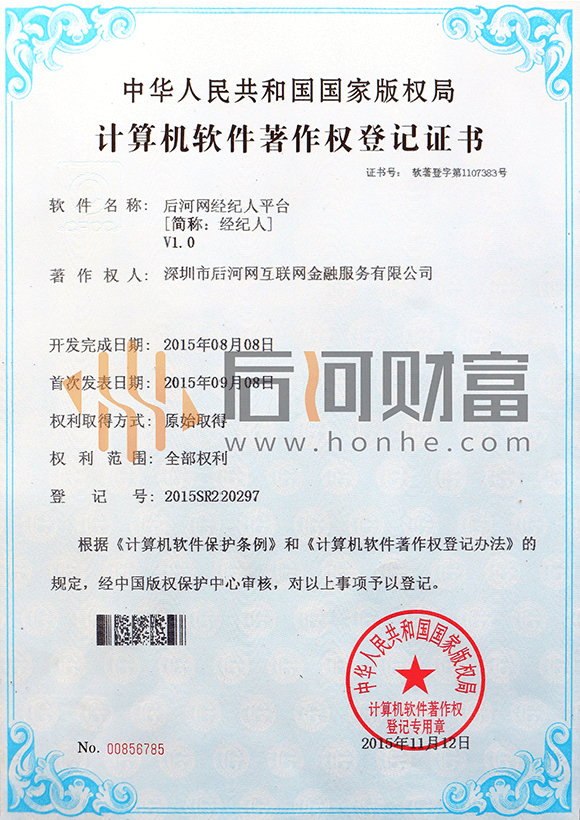 中华人民共和国国家版权局
计算机软件著作权登记证书
证书号： 软著登字第1107383号
软件名称： 后河网经纪人平台
[简称：经纪人]
V1.0
著作权人： 深圳市后河网互联网金融服务有限公司
开发完成日期： 2015年08月08日
首次发表日期： 2015年09月08日
权利取得方式： 原始取得
权利范围： 全部权利
登记号： 2015SR220297
后河财富
www.honhe.com
根据《计算机软件保护条例》和《计算机软件著作权登记办法》的
规定，经中国版权保护中心审核，对以上事项予以登记。
中华人民共和国国家版权局
计算机软件著作权
登记专用章
2015年11月12日
No. 00856785